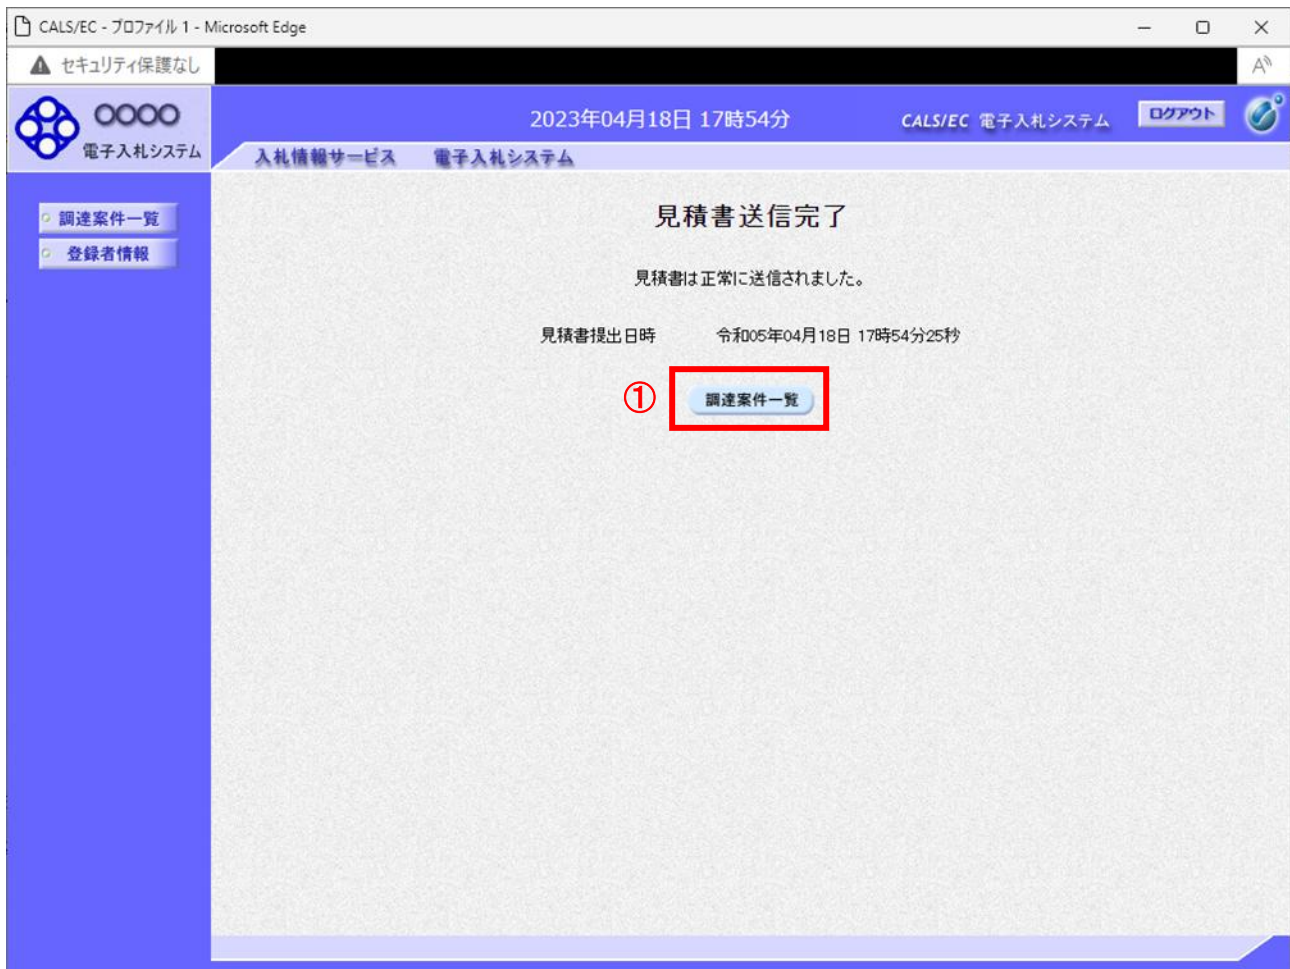 CALS/EC - プロファイル 1 - Microsoft Edge
セキュリティ保護なし
○○○○
電子入札システム
2023年04月18日 17時54分
CALS/EC 電子入札システム
ログアウト
入札情報サービス 電子入札システム
調達案件一覧
登録者情報
見積書送信完了
見積書は正常に送信されました。
見積書提出日時 令和05年04月18日 17時54分25秒
① 調達案件一覧